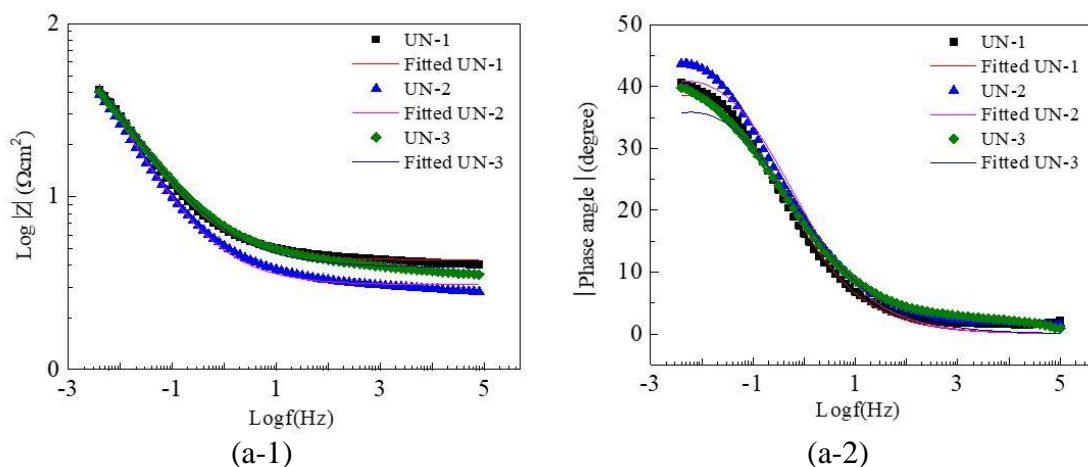 2
1
0
Log |Z| (Ωcm²)
-3
-1
1
3
5
Logf(Hz)
UN-1
Fitted UN-1
UN-2
Fitted UN-2
UN-3
Fitted UN-3
(a-1)
50
40
30
20
10
0
|Phase angle| (degree)
-3
-1
1
3
5
Logf(Hz)
UN-1
Fitted UN-1
UN-2
Fitted UN-2
UN-3
Fitted UN-3
(a-2)